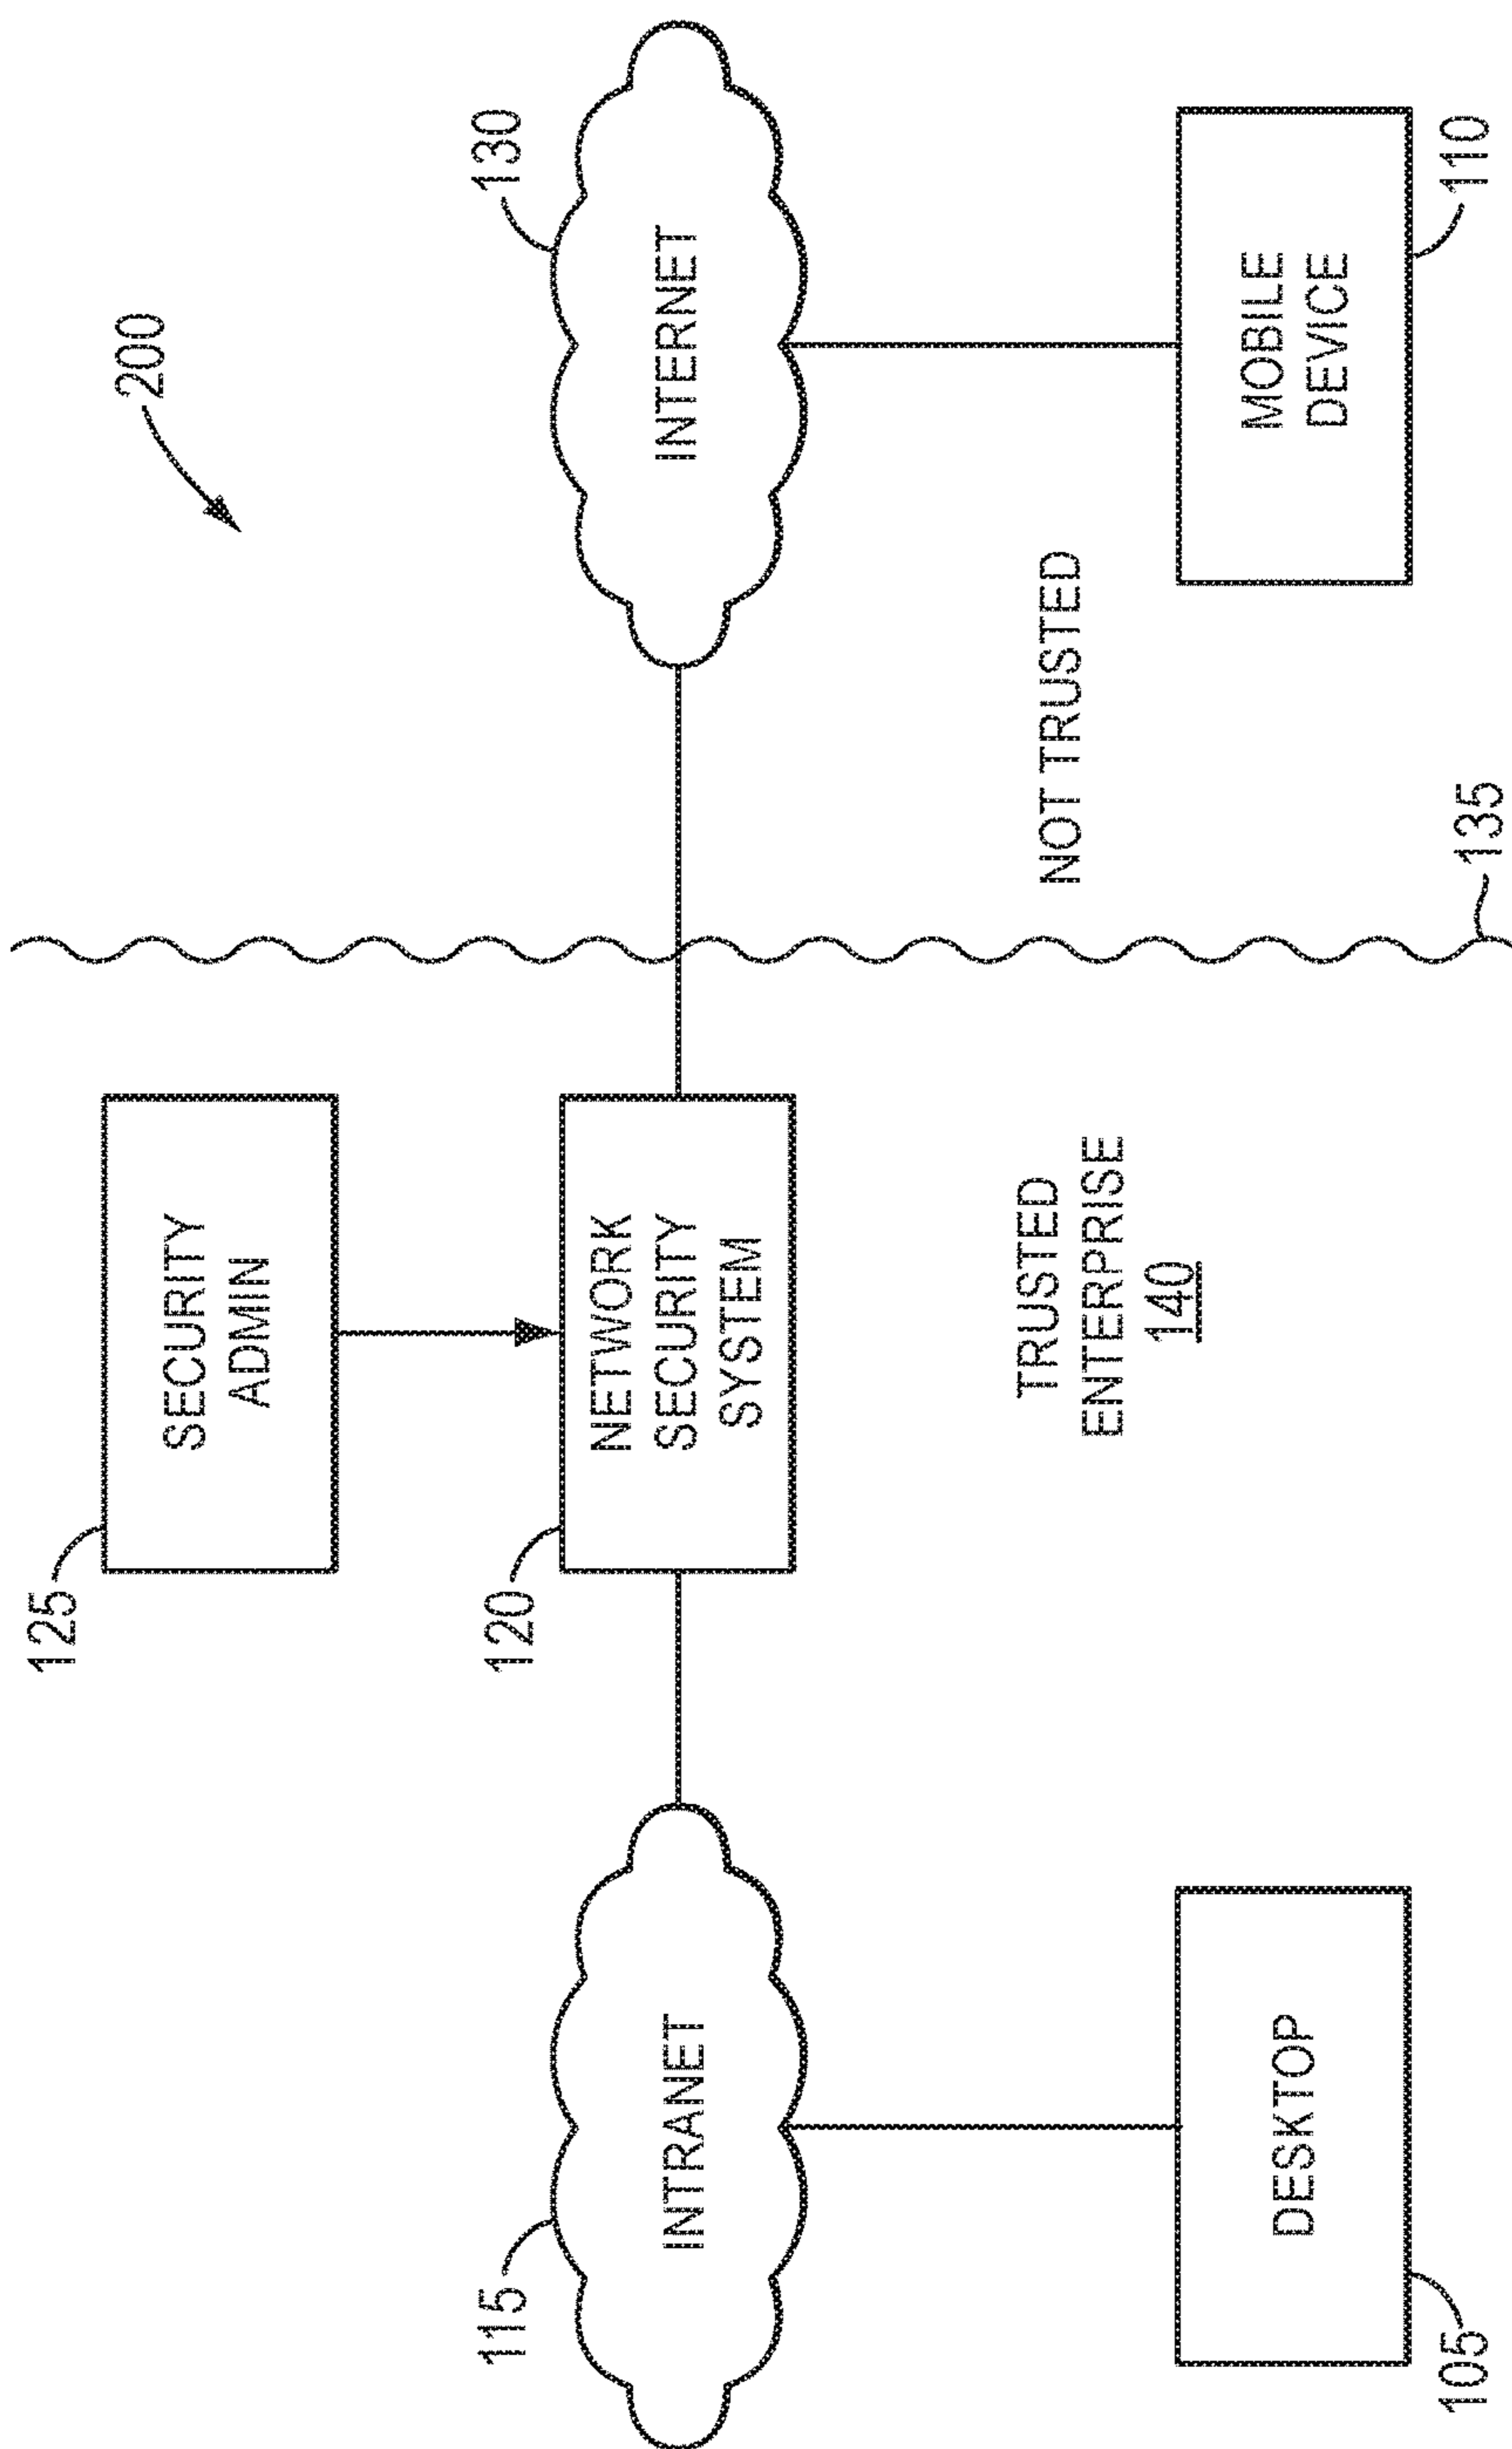 200
125
SECURITY
ADMIN
115
INTRANET
120
NETWORK
SECURITY
SYSTEM
130
INTERNET
TRUSTED
ENTERPRISE
140
NOT TRUSTED
DESKTOP
105
135
MOBILE
DEVICE
110